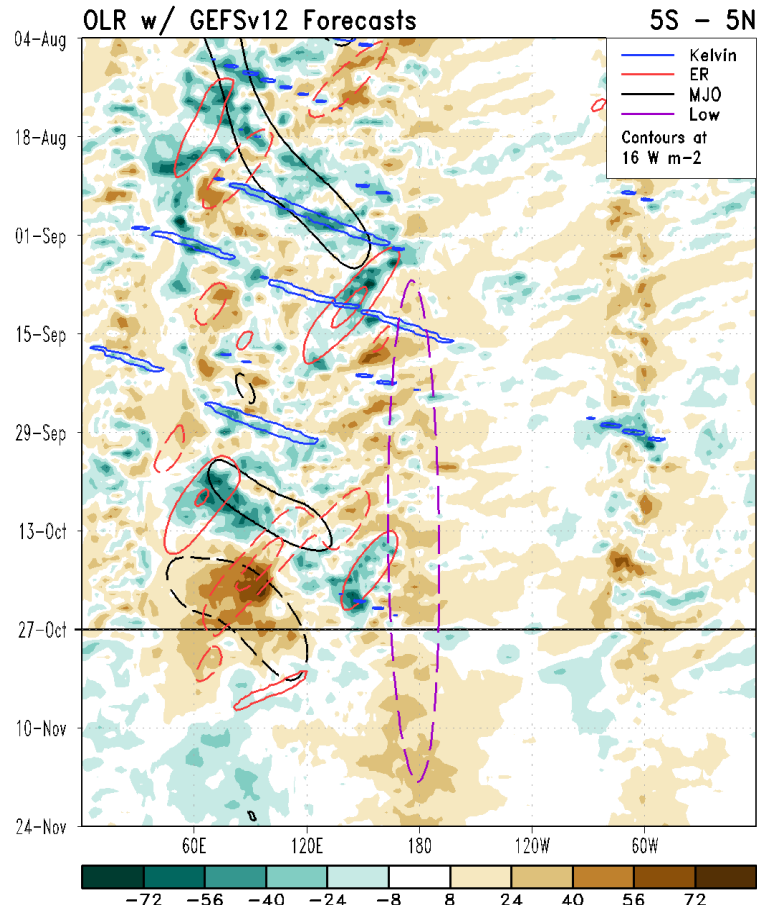 OLR w/ GEFSv12 Forecasts 5S - 5N
04-Aug
18-Aug
01-Sep
15-Sep
29-Sep
13-Oct
27-Oct
10-Nov
24-Nov
Kelvin
ER
MJO
Low
Contours at
16 W m-2
60E 120E 180 120W 60W
-72 -56 -40 -24 -8 8 24 40 56 72